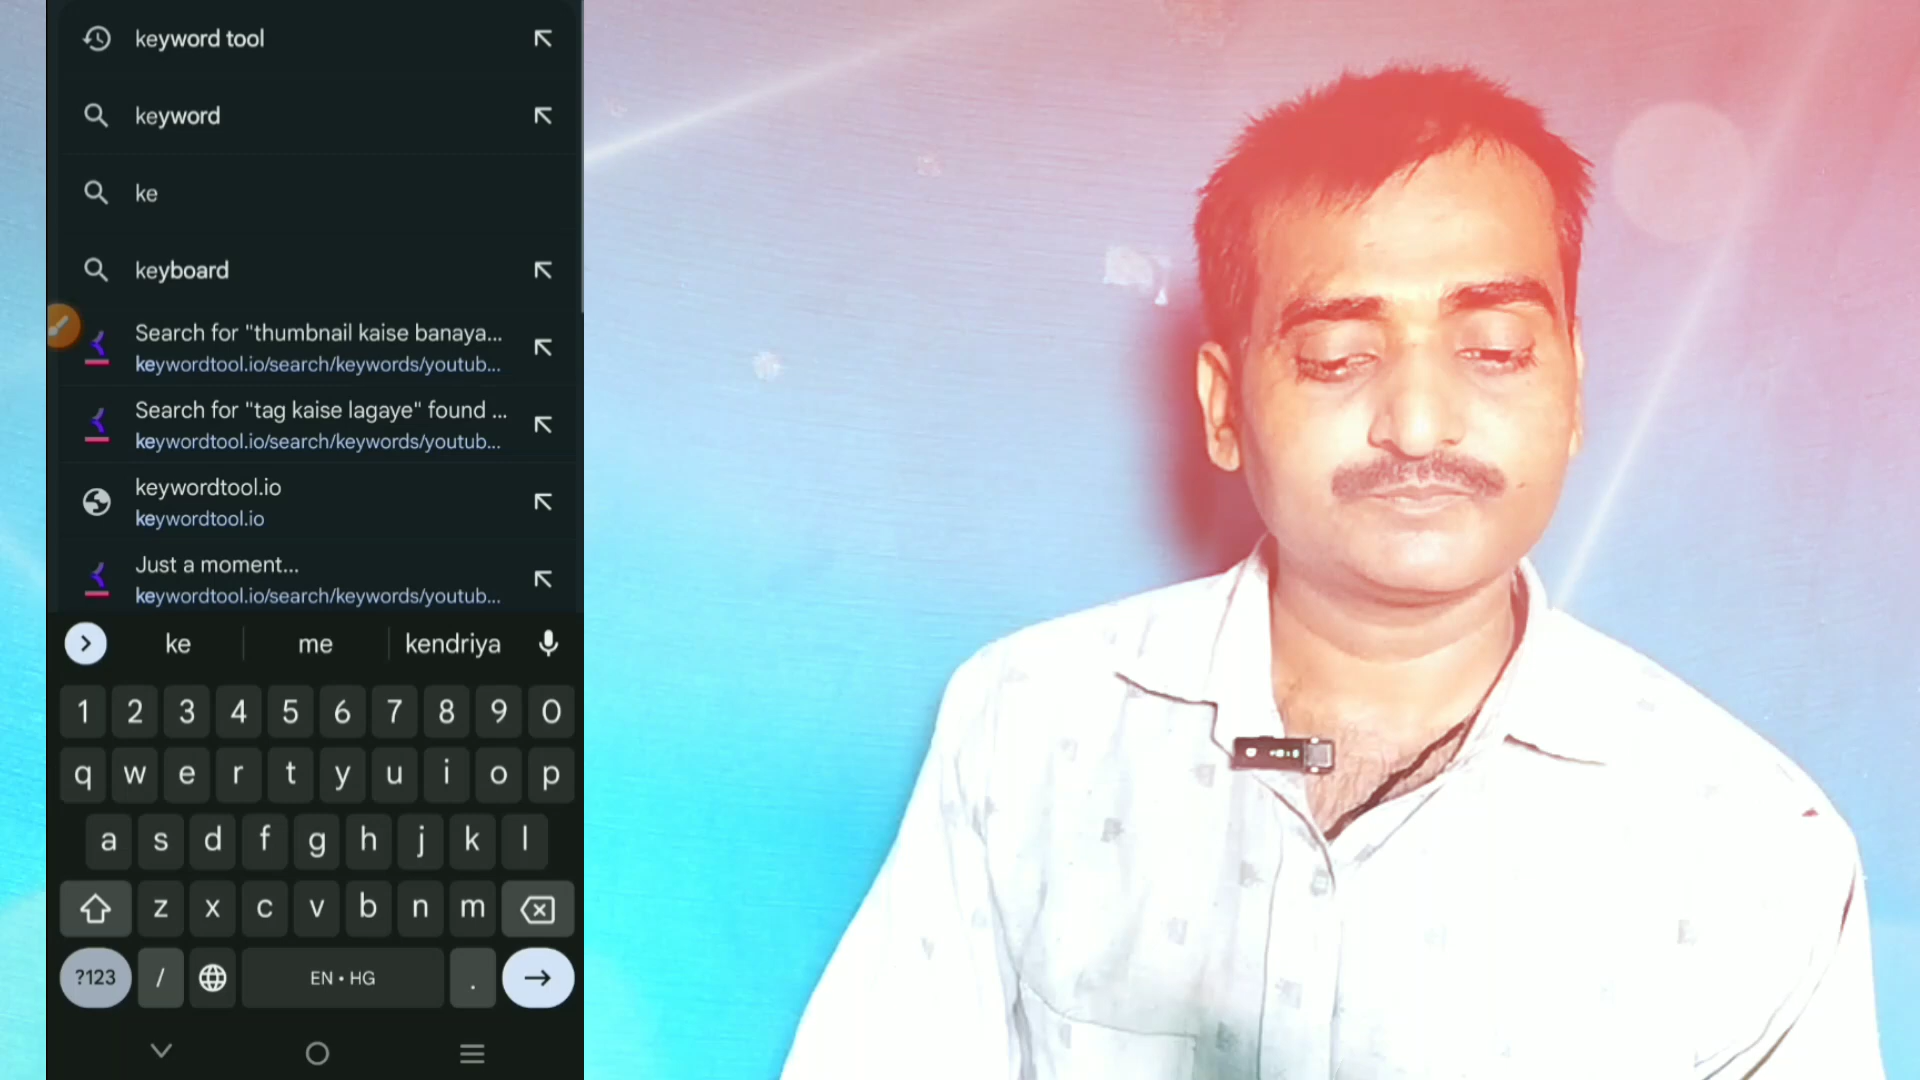 keyword tool
keyword
ke
keyboard
Search for "thumbnail kaise banaya...
keywordtool.io/search/keywords/youtub...
Search for "tag kaise lagaye" found ...
keywordtool.io/search/keywords/youtub...
keywordtool.io
keywordtool.io
Just a moment...
keywordtool.io/search/keywords/youtub...
ke me kendriya
1 2 3 4 5 6 7 8 9 0
q w e r t y u i o p
a s d f g h j k l
z x c v b n m
?123 / EN • HG .